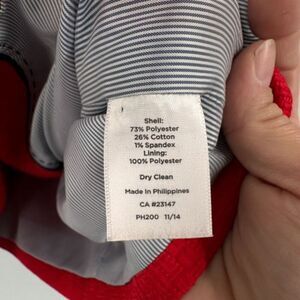 Shell:
73% Polyester
26% Cotton
1% Spandex
Lining:
100% Polyester
Dry Clean
Made in Philippines
CA #23147
PH200 11/14